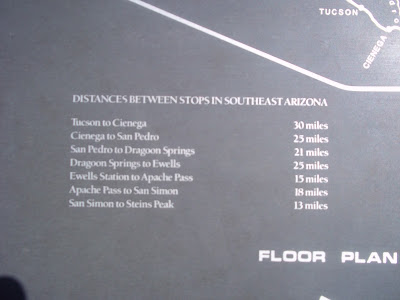 TUCSON
CIENEGA
DISTANCES BETWEEN STOPS IN SOUTHEAST ARIZONA
Tucson to Cienega 30 miles
Cienega to San Pedro 25 miles
San Pedro to Dragoon Springs 21 miles
Dragoon Springs to Ewells 25 miles
Ewells Station to Apache Pass 15 miles
Apache Pass to San Simon 18 miles
San Simon to Steins Peak 13 miles
FLOOR PLAN